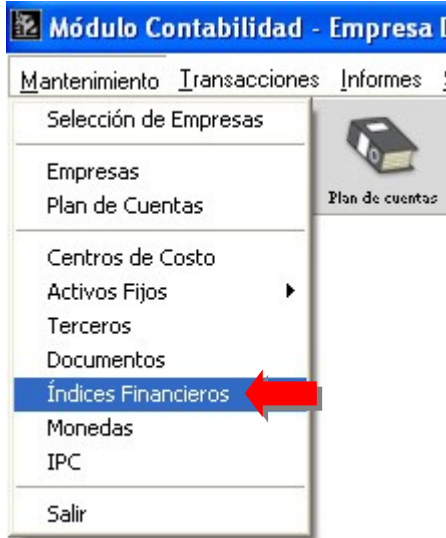 Módulo Contabilidad - Empresa
Mantenimiento Transacciones Informes
Selección de Empresas
Plan de cuentas
Empresas
Plan de Cuentas
Centros de Costo
Activos Fijos
Terceros
Documentos
Índices Financieros
Monedas
IPC
Salir